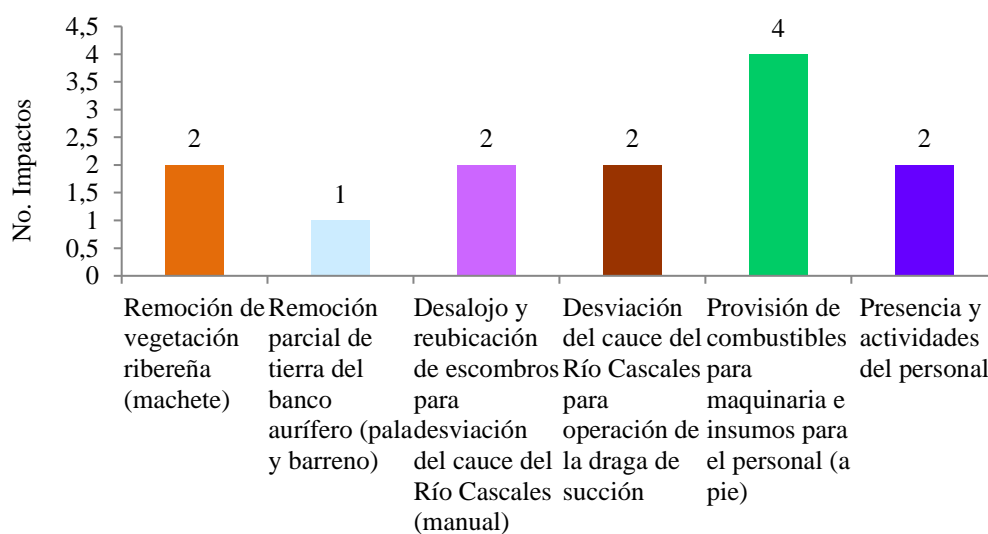 No. Impactos
4,5
4
3,5
3
2,5
2
1,5
1
0,5
0
2
1
2
2
4
2
Remoción de
vegetación
ribereña
(machete)
Remoción
parcial de
tierra del
banco
aurífero (pala
y barreno)
Desalojo y
reubicación
de escombros
para
desviación
del cauce del
Río Cascales
(manual)
Desviación
del cauce del
Río Cascales
para
operación de
la draga de
succión
Provisión de
combustibles
para
maquinaria e
insumos para
el personal (a
pie)
Presencia y
actividades
del personal